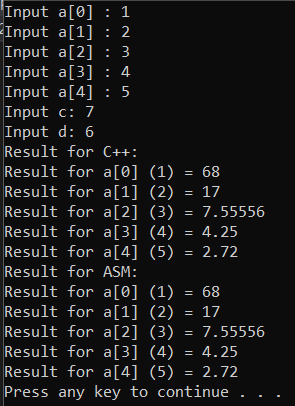 Input a[0] : 1
Input a[1] : 2
Input a[2] : 3
Input a[3] : 4
Input a[4] : 5
Input c: 7
Input d: 6
Result for C++:
Result for a[0] (1) = 68
Result for a[1] (2) = 17
Result for a[2] (3) = 7.55556
Result for a[3] (4) = 4.25
Result for a[4] (5) = 2.72
Result for ASM:
Result for a[0] (1) = 68
Result for a[1] (2) = 17
Result for a[2] (3) = 7.55556
Result for a[3] (4) = 4.25
Result for a[4] (5) = 2.72
Press any key to continue . . .